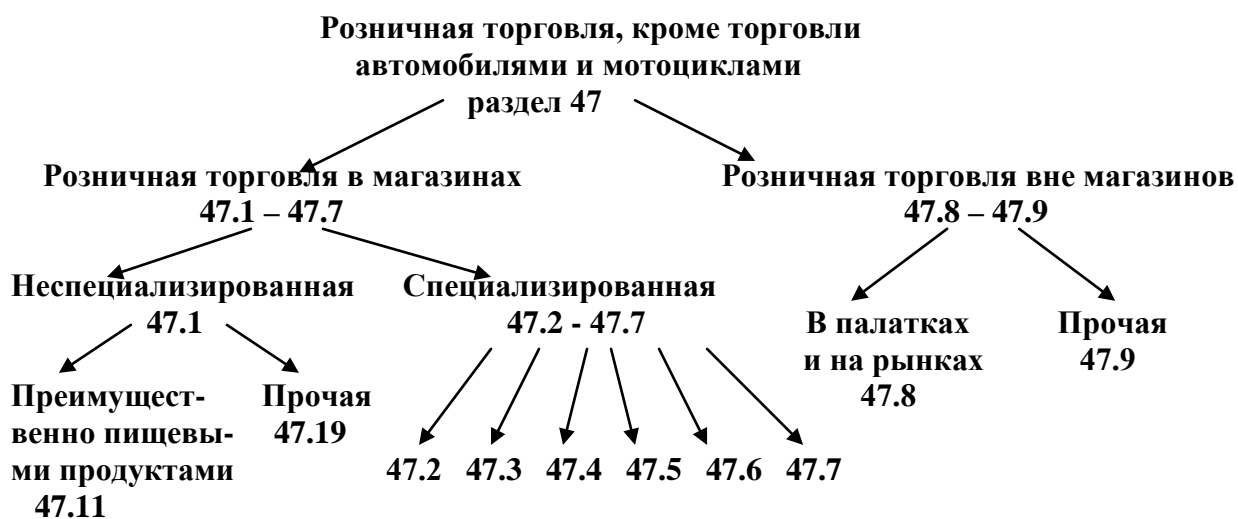 Розничная торговля, кроме торговли
автомобилями и мотоциклами
раздел 47
Розничная торговля в магазинах
47.1 – 47.7
Розничная торговля вне магазинов
47.8 – 47.9
Неспециализированная
47.1
Специализированная
47.2 - 47.7
В палатках
и на рынках
47.8
Прочая
47.9
Преимущест-
венно пищевы-
ми продуктами
47.11
Прочая
47.19
47.2 47.3 47.4 47.5 47.6 47.7